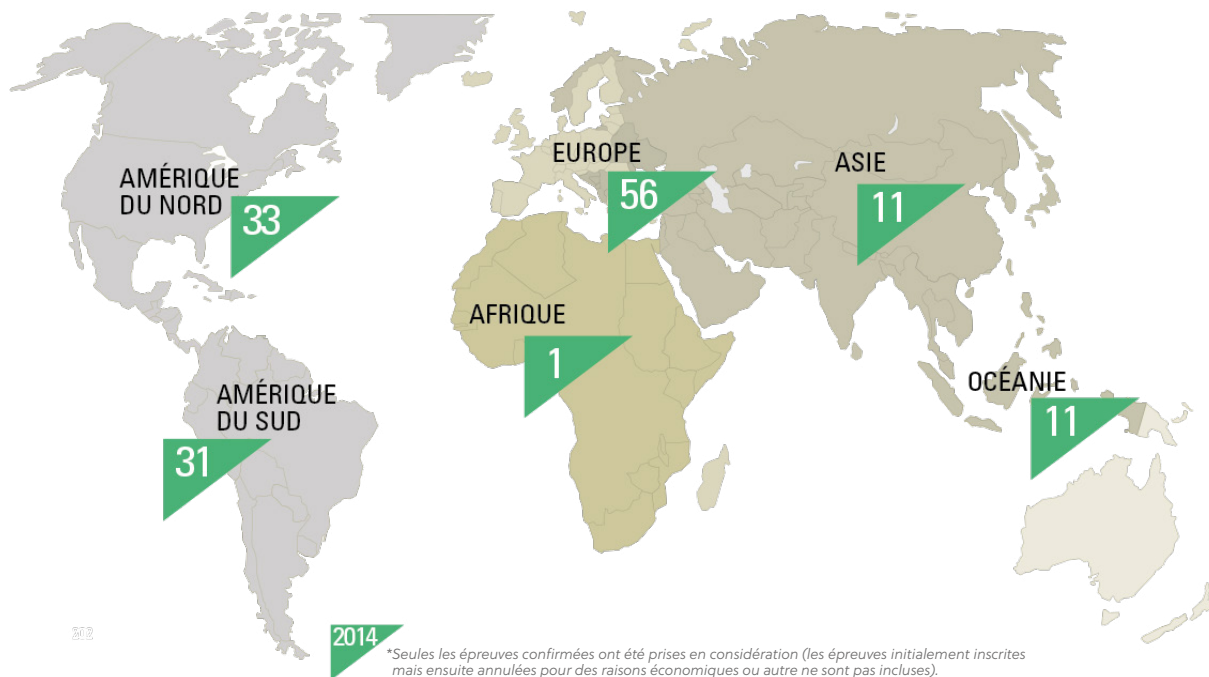 AMÉRIQUE
DU NORD
33
EUROPE
56
ASIE
11
AFRIQUE
1
OCÉANIE
11
AMÉRIQUE
DU SUD
31
2014
*Seules les épreuves confirmées ont été prises en considération (les épreuves initialement inscrites
mais ensuite annulées pour des raisons économiques ou autre ne sont pas incluses).